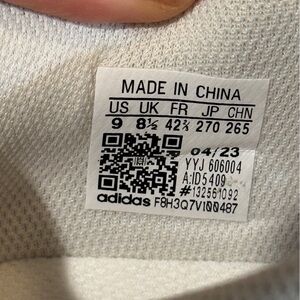 MADE IN CHINA
US UK FR JP CHN
9 8½ 42⅔ 270 265
04/23
YYJ 606004
A:ID5409
#132561092
adidas F8H3Q7V100487